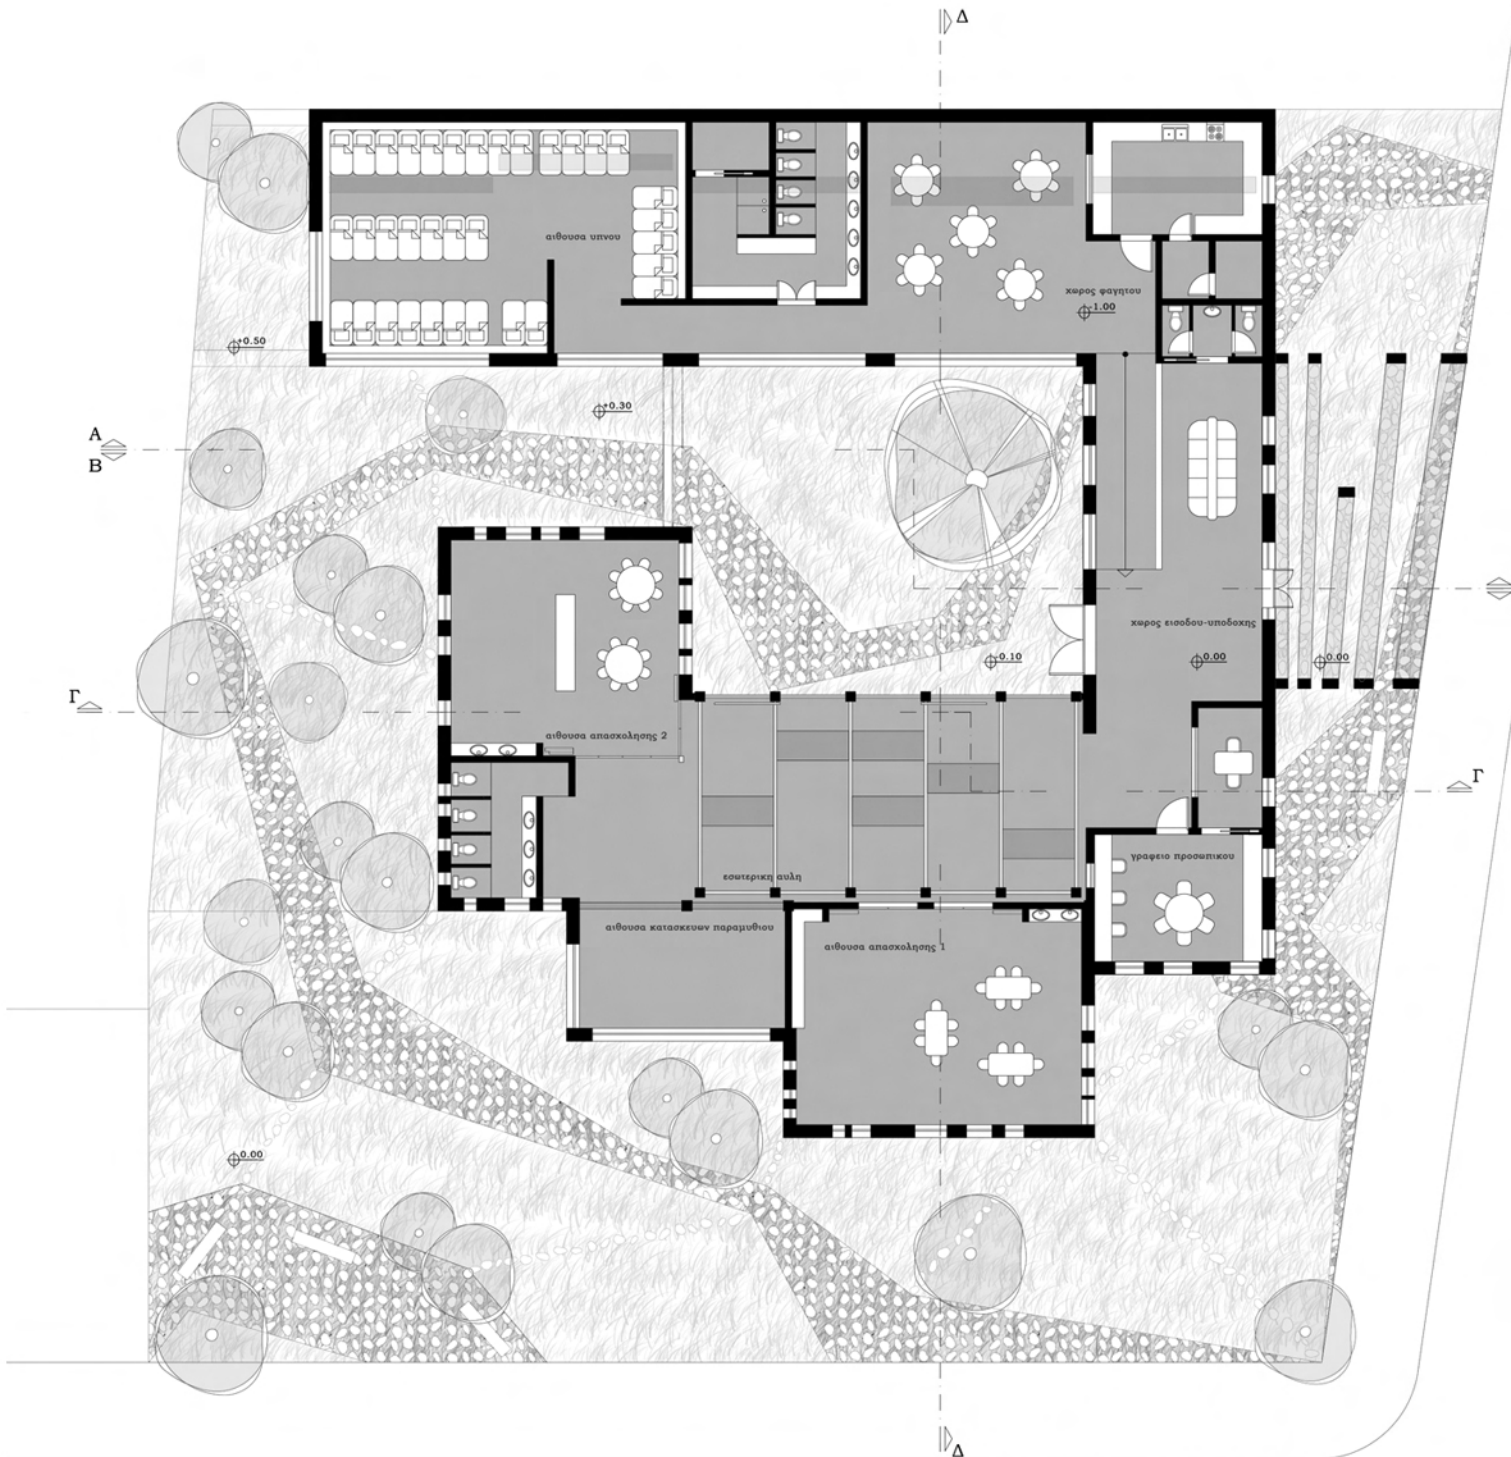 Δ
αιθουσα υπνου
χωρος φαγητου
-1.00
+0.50
+0.30
Α
Β
χωρος εισοδου-υποδοχης
-0.10
0.00
0.00
Γ
αιθουσα απασχολησης 2
Γ
γραφειο προσωπικου
εσωτερικη αυλη
αιθουσα κατασκευων παραμυθιου
αιθουσα απασχολησης 1
0.00
Δ